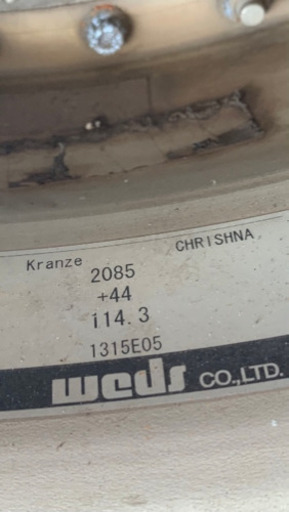 Kranze CHRISHNA
2085
+44
114.3
1315E05
weds CO.,LTD.